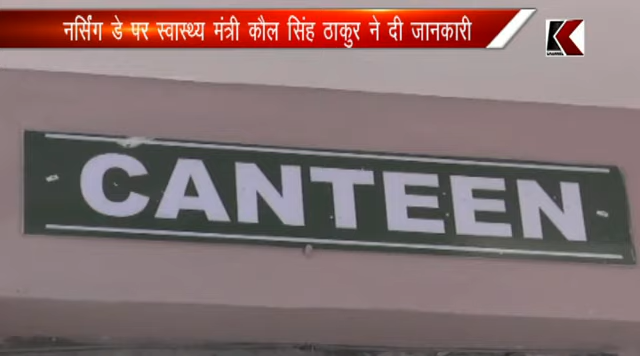 नर्सिंग डे पर स्वास्थ्य मंत्री कौल सिंह ठाकुर ने दी जानकारी
K
CANTEEN